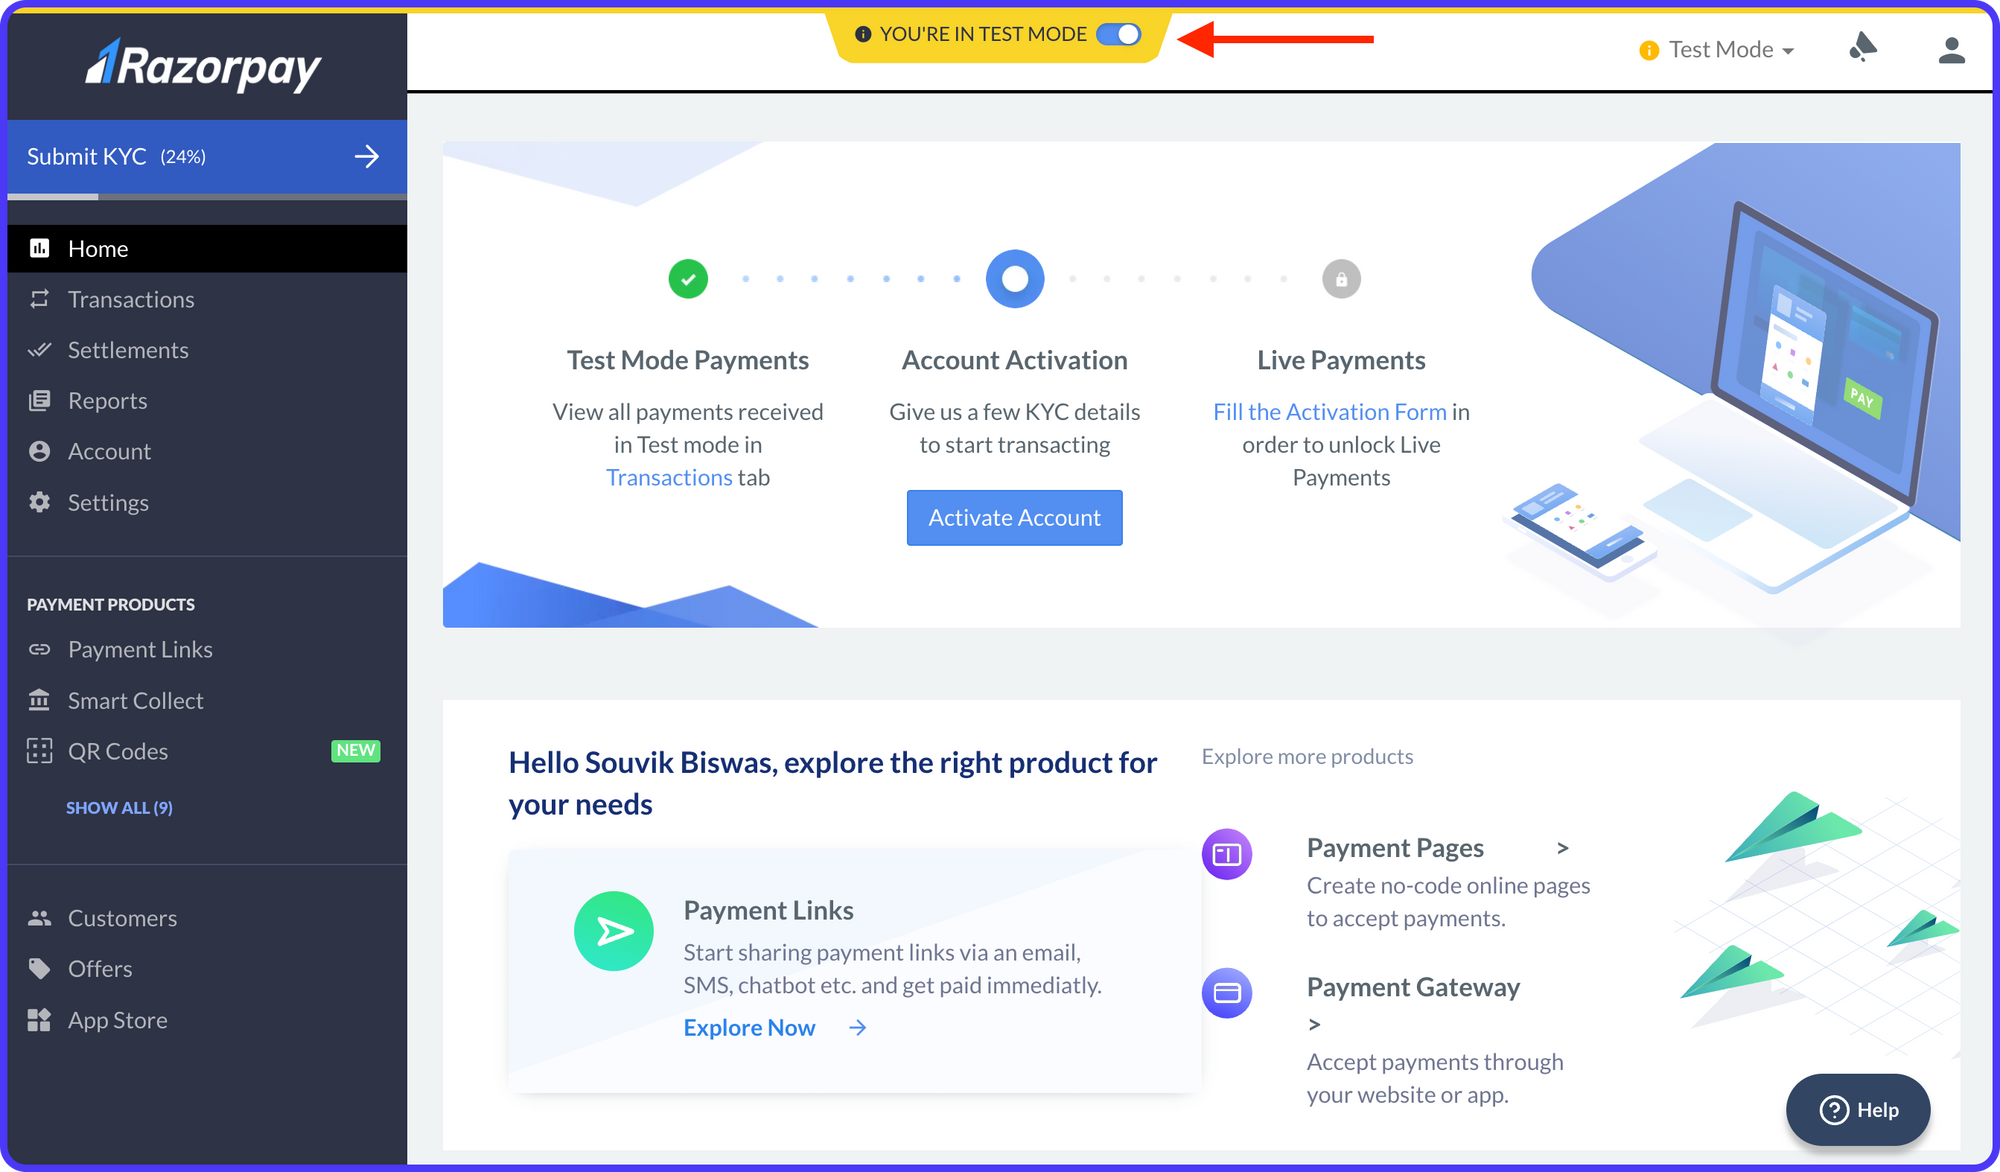 Razorpay
Submit KYC (24%)
Home
Transactions
Settlements
Reports
Account
Settings
PAYMENT PRODUCTS
Payment Links
Smart Collect
QR Codes NEW
SHOW ALL (9)
Customers
Offers
App Store
YOU'RE IN TEST MODE
Test Mode
Test Mode Payments
View all payments received
in Test mode in
Transactions tab
Account Activation
Give us a few KYC details
to start transacting
Activate Account
Live Payments
Fill the Activation Form in
order to unlock Live
Payments
PAY
Hello Souvik Biswas, explore the right product for
your needs
Payment Links
Start sharing payment links via an email,
SMS, chatbot etc. and get paid immediatly.
Explore Now
Explore more products
Payment Pages >
Create no-code online pages
to accept payments.
Payment Gateway
>
Accept payments through
your website or app.
Help